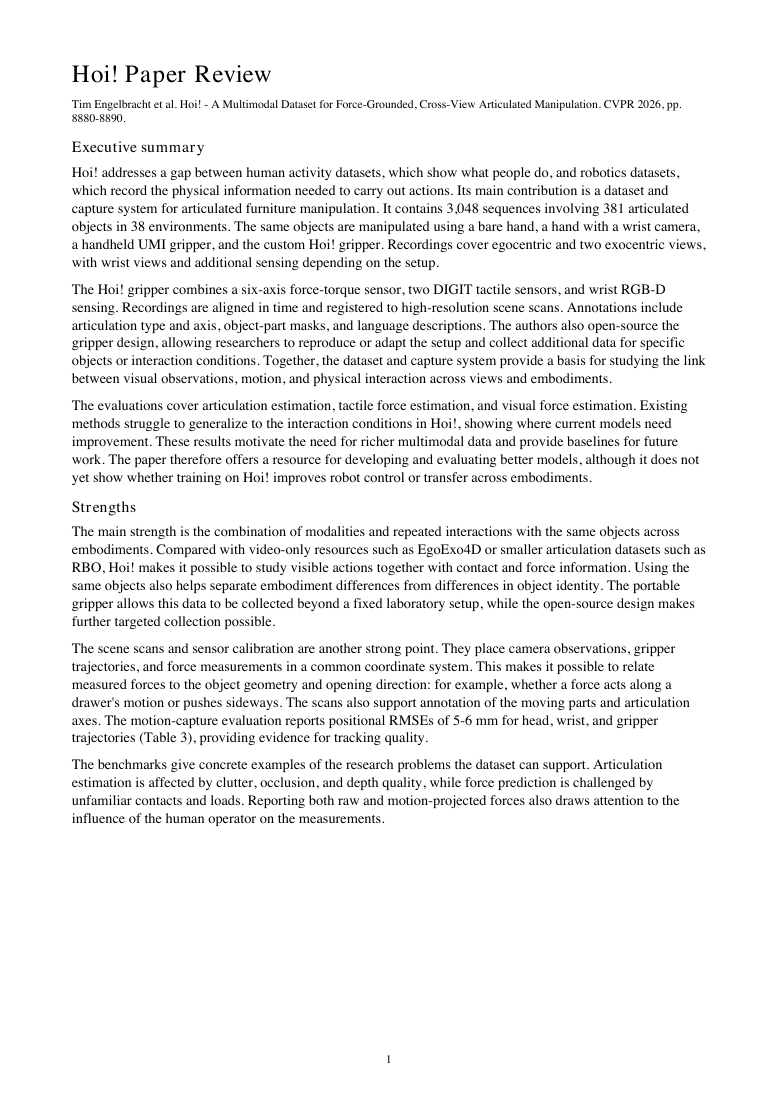 Hoi! Paper Review
Tim Engelbracht et al. Hoi! - A Multimodal Dataset for Force-Grounded, Cross-View Articulated Manipulation. CVPR 2026, pp.
8880-8890.
Executive summary
Hoi! addresses a gap between human activity datasets, which show what people do, and robotics datasets,
which record the physical information needed to carry out actions. Its main contribution is a dataset and
capture system for articulated furniture manipulation. It contains 3,048 sequences involving 381 articulated
objects in 38 environments. The same objects are manipulated using a bare hand, a hand with a wrist camera,
a handheld UMI gripper, and the custom Hoi! gripper. Recordings cover egocentric and two exocentric views,
with wrist views and additional sensing depending on the setup.
The Hoi! gripper combines a six-axis force-torque sensor, two DIGIT tactile sensors, and wrist RGB-D
sensing. Recordings are aligned in time and registered to high-resolution scene scans. Annotations include
articulation type and axis, object-part masks, and language descriptions. The authors also open-source the
gripper design, allowing researchers to reproduce or adapt the setup and collect additional data for specific
objects or interaction conditions. Together, the dataset and capture system provide a basis for studying the link
between visual observations, motion, and physical interaction across views and embodiments.
The evaluations cover articulation estimation, tactile force estimation, and visual force estimation. Existing
methods struggle to generalize to the interaction conditions in Hoi!, showing where current models need
improvement. These results motivate the need for richer multimodal data and provide baselines for future
work. The paper therefore offers a resource for developing and evaluating better models, although it does not
yet show whether training on Hoi! improves robot control or transfer across embodiments.
Strengths
The main strength is the combination of modalities and repeated interactions with the same objects across
embodiments. Compared with video-only resources such as EgoExo4D or smaller articulation datasets such as
RBO, Hoi! makes it possible to study visible actions together with contact and force information. Using the
same objects also helps separate embodiment differences from differences in object identity. The portable
gripper allows this data to be collected beyond a fixed laboratory setup, while the open-source design makes
further targeted collection possible.
The scene scans and sensor calibration are another strong point. They place camera observations, gripper
trajectories, and force measurements in a common coordinate system. This makes it possible to relate
measured forces to the object geometry and opening direction: for example, whether a force acts along a
drawer's motion or pushes sideways. The scans also support annotation of the moving parts and articulation
axes. The motion-capture evaluation reports positional RMSEs of 5-6 mm for head, wrist, and gripper
trajectories (Table 3), providing evidence for tracking quality.
The benchmarks give concrete examples of the research problems the dataset can support. Articulation
estimation is affected by clutter, occlusion, and depth quality, while force prediction is challenged by
unfamiliar contacts and loads. Reporting both raw and motion-projected forces also draws attention to the
influence of the human operator on the measurements.
1